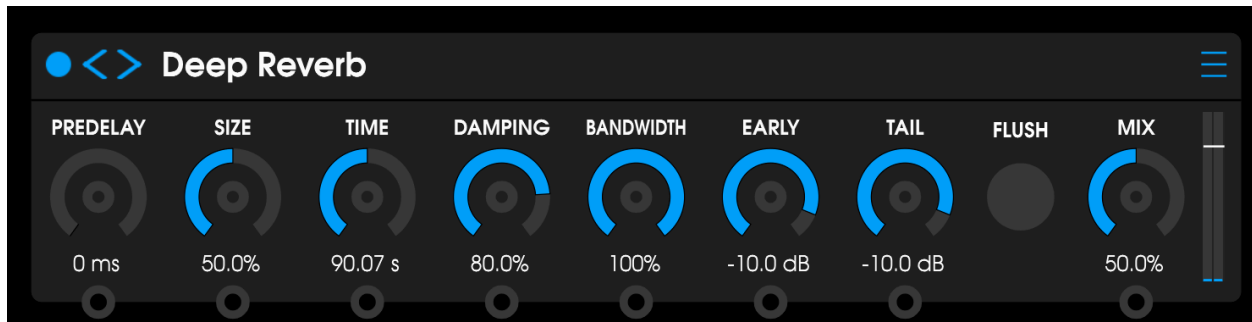 Deep Reverb
PREDELAY SIZE TIME DAMPING BANDWIDTH EARLY TAIL FLUSH MIX
0 ms 50.0% 90.07 s 80.0% 100% -10.0 dB -10.0 dB 50.0%